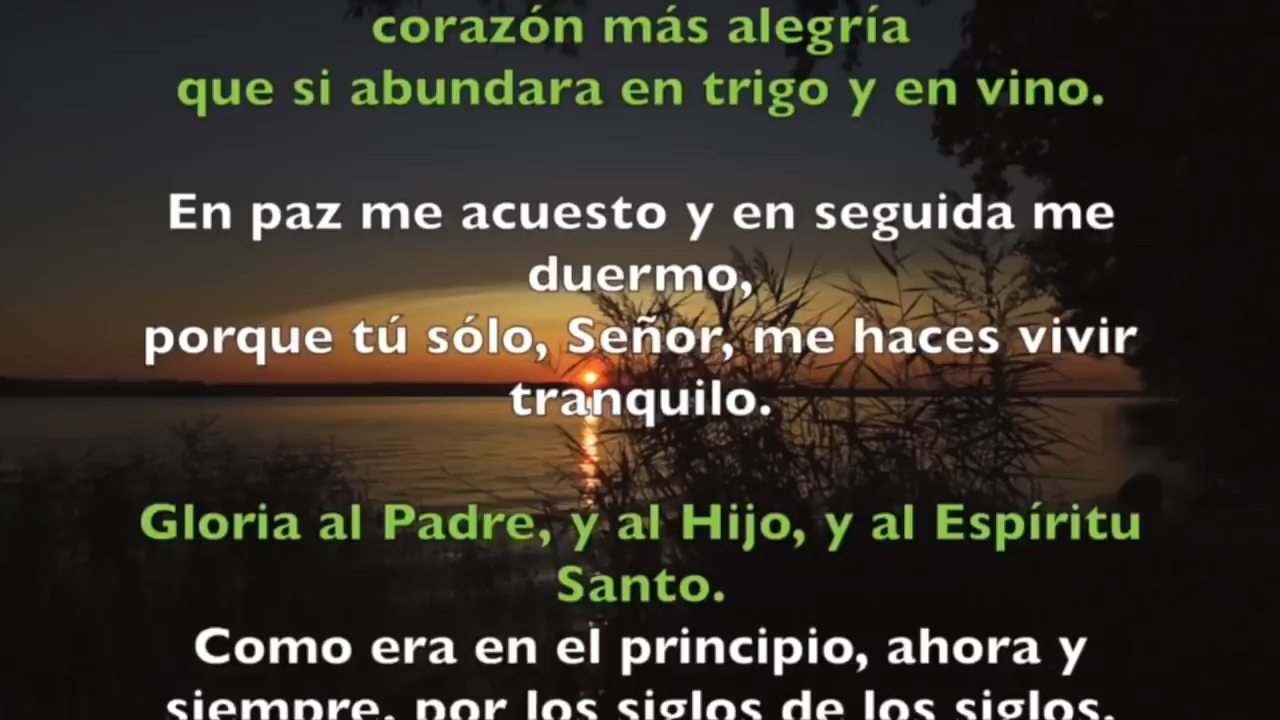 corazón más alegría
que si abundara en trigo y en vino.
En paz me acuesto y en seguida me
duermo,
porque tú sólo, Señor, me haces vivir
tranquilo.
Gloria al Padre, y al Hijo, y al Espíritu
Santo.
Como era en el principio, ahora y
siempre, por los siglos de los siglos.